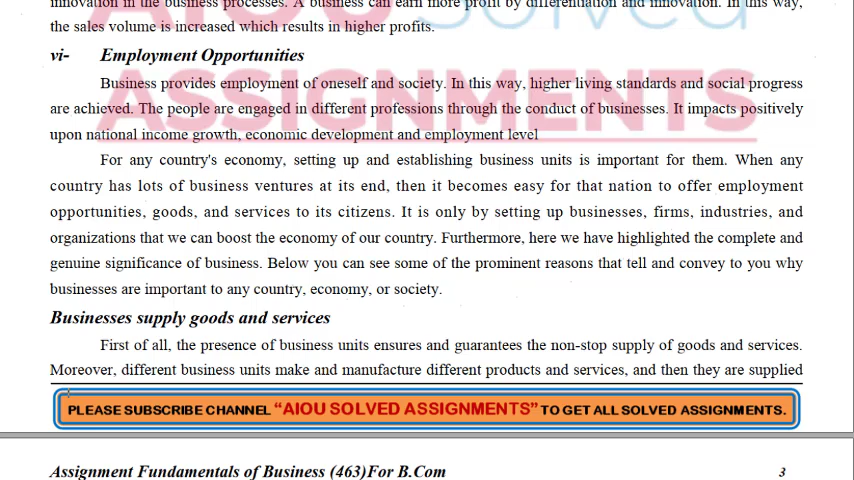 innovation in the business processes. A business can earn more profit by differentiation and innovation. In this way,
the sales volume is increased which results in higher profits.
vi- Employment Opportunities
Business provides employment of oneself and society. In this way, higher living standards and social progress
are achieved. The people are engaged in different professions through the conduct of businesses. It impacts positively
upon national income growth, economic development and employment level
For any country's economy, setting up and establishing business units is important for them. When any
country has lots of business ventures at its end, then it becomes easy for that nation to offer employment
opportunities, goods, and services to its citizens. It is only by setting up businesses, firms, industries, and
organizations that we can boost the economy of our country. Furthermore, here we have highlighted the complete and
genuine significance of business. Below you can see some of the prominent reasons that tell and convey to you why
businesses are important to any country, economy, or society.
Businesses supply goods and services
First of all, the presence of business units ensures and guarantees the non-stop supply of goods and services.
Moreover, different business units make and manufacture different products and services, and then they are supplied
PLEASE SUBSCRIBE CHANNEL “AIOU SOLVED ASSIGNMENTS” TO GET ALL SOLVED ASSIGNMENTS.
Assignment Fundamentals of Business (463)For B.Com 3
AIOU Solved
ASSIGNMENTS